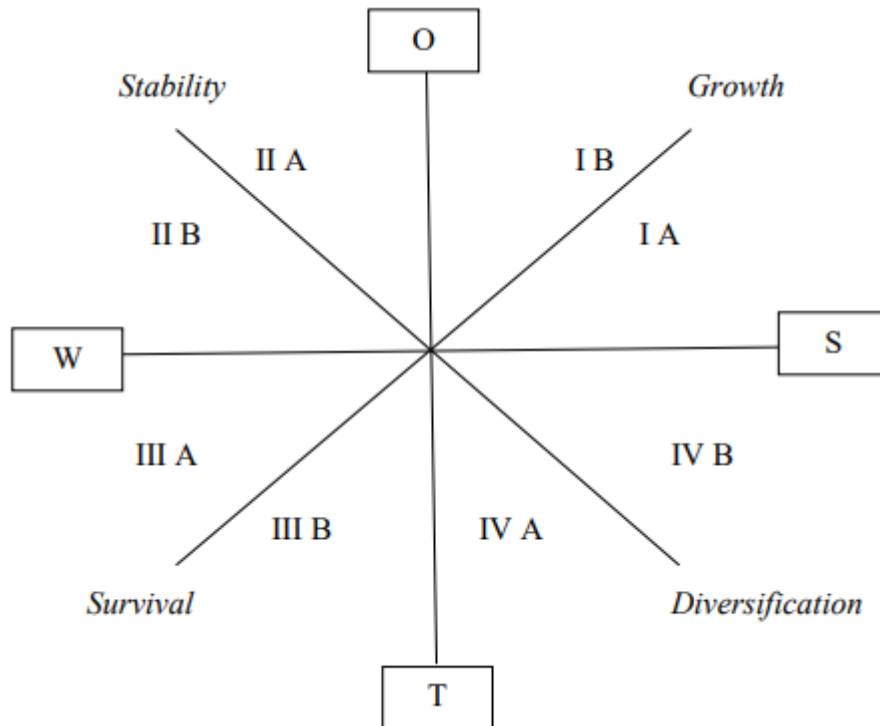 O
Stability
Growth
II A
I B
II B
I A
W
S
III A
IV B
III B
IV A
Survival
Diversification
T